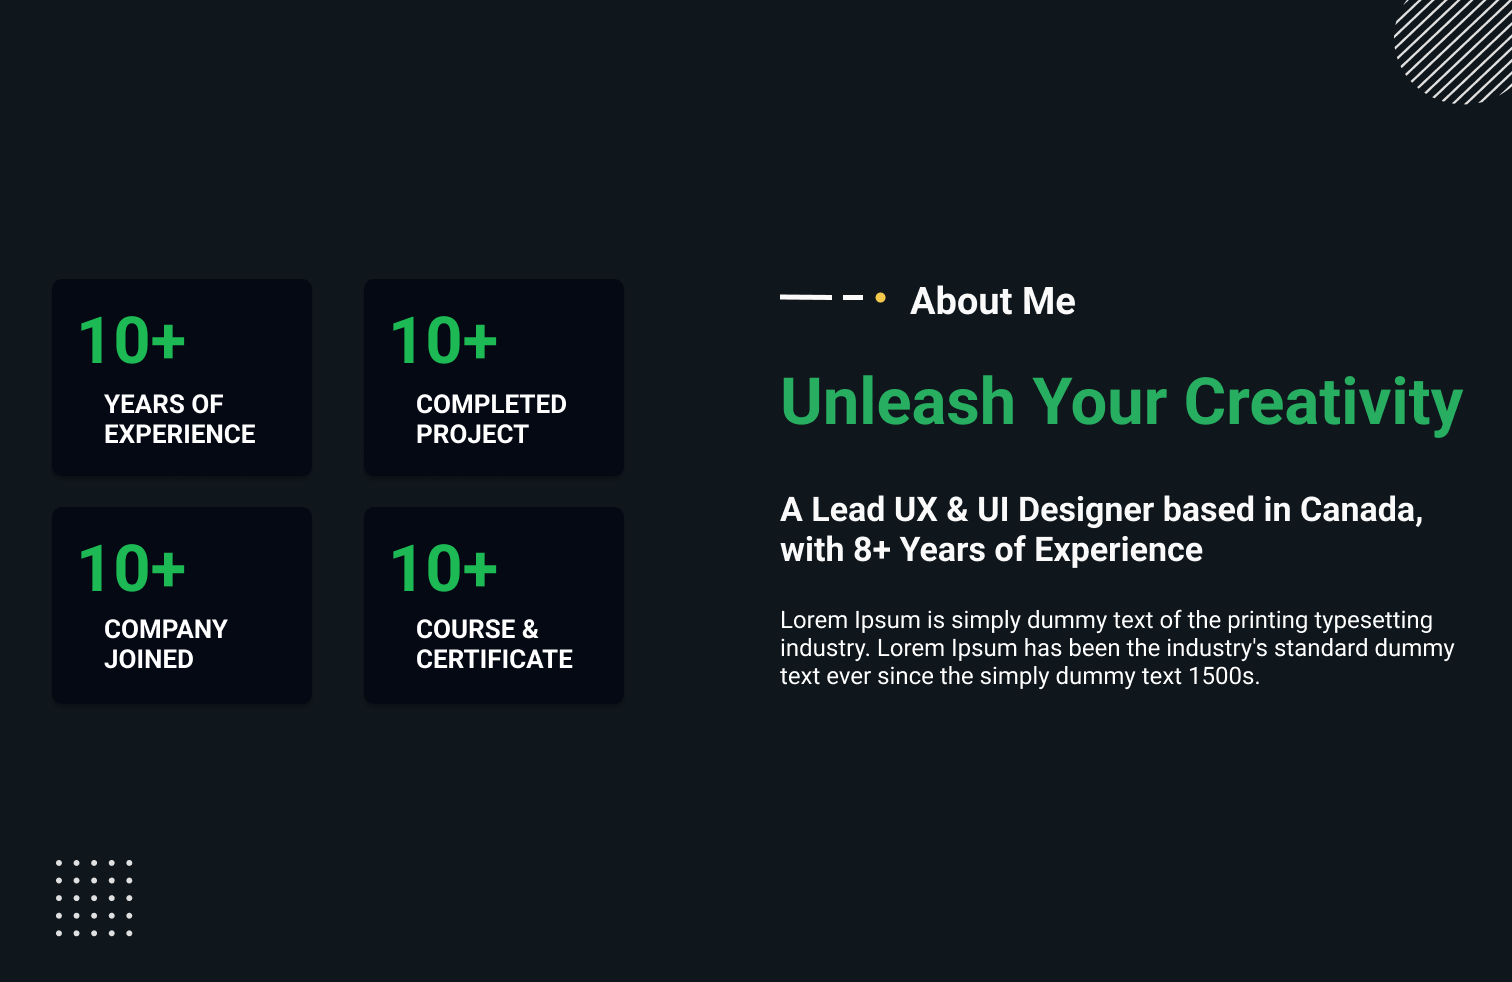 10+
YEARS OF
EXPERIENCE
10+
COMPLETED
PROJECT
10+
COMPANY
JOINED
10+
COURSE &
CERTIFICATE
About Me
Unleash Your Creativity
A Lead UX & UI Designer based in Canada,
with 8+ Years of Experience
Lorem Ipsum is simply dummy text of the printing typesetting
industry. Lorem Ipsum has been the industry's standard dummy
text ever since the simply dummy text 1500s.